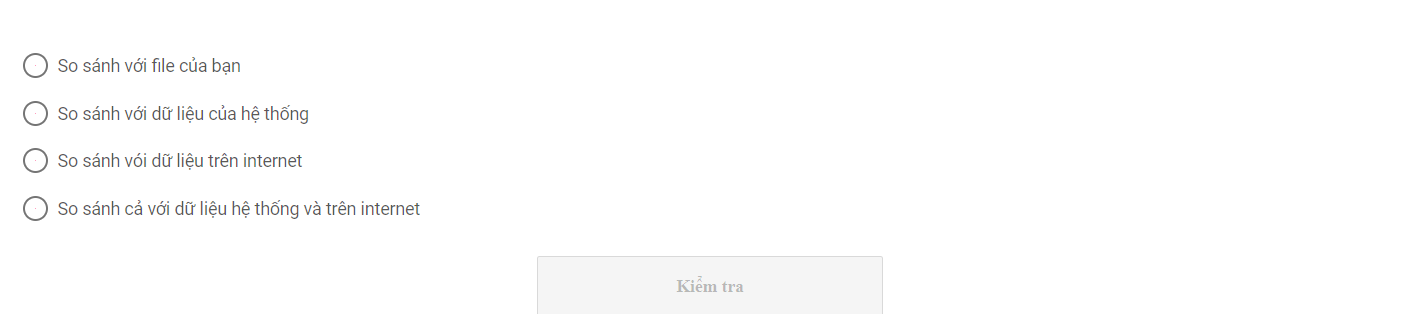 So sánh với file của bạn
So sánh với dữ liệu của hệ thống
So sánh vói dữ liệu trên internet
So sánh cả với dữ liệu hệ thống và trên internet
Kiểm tra